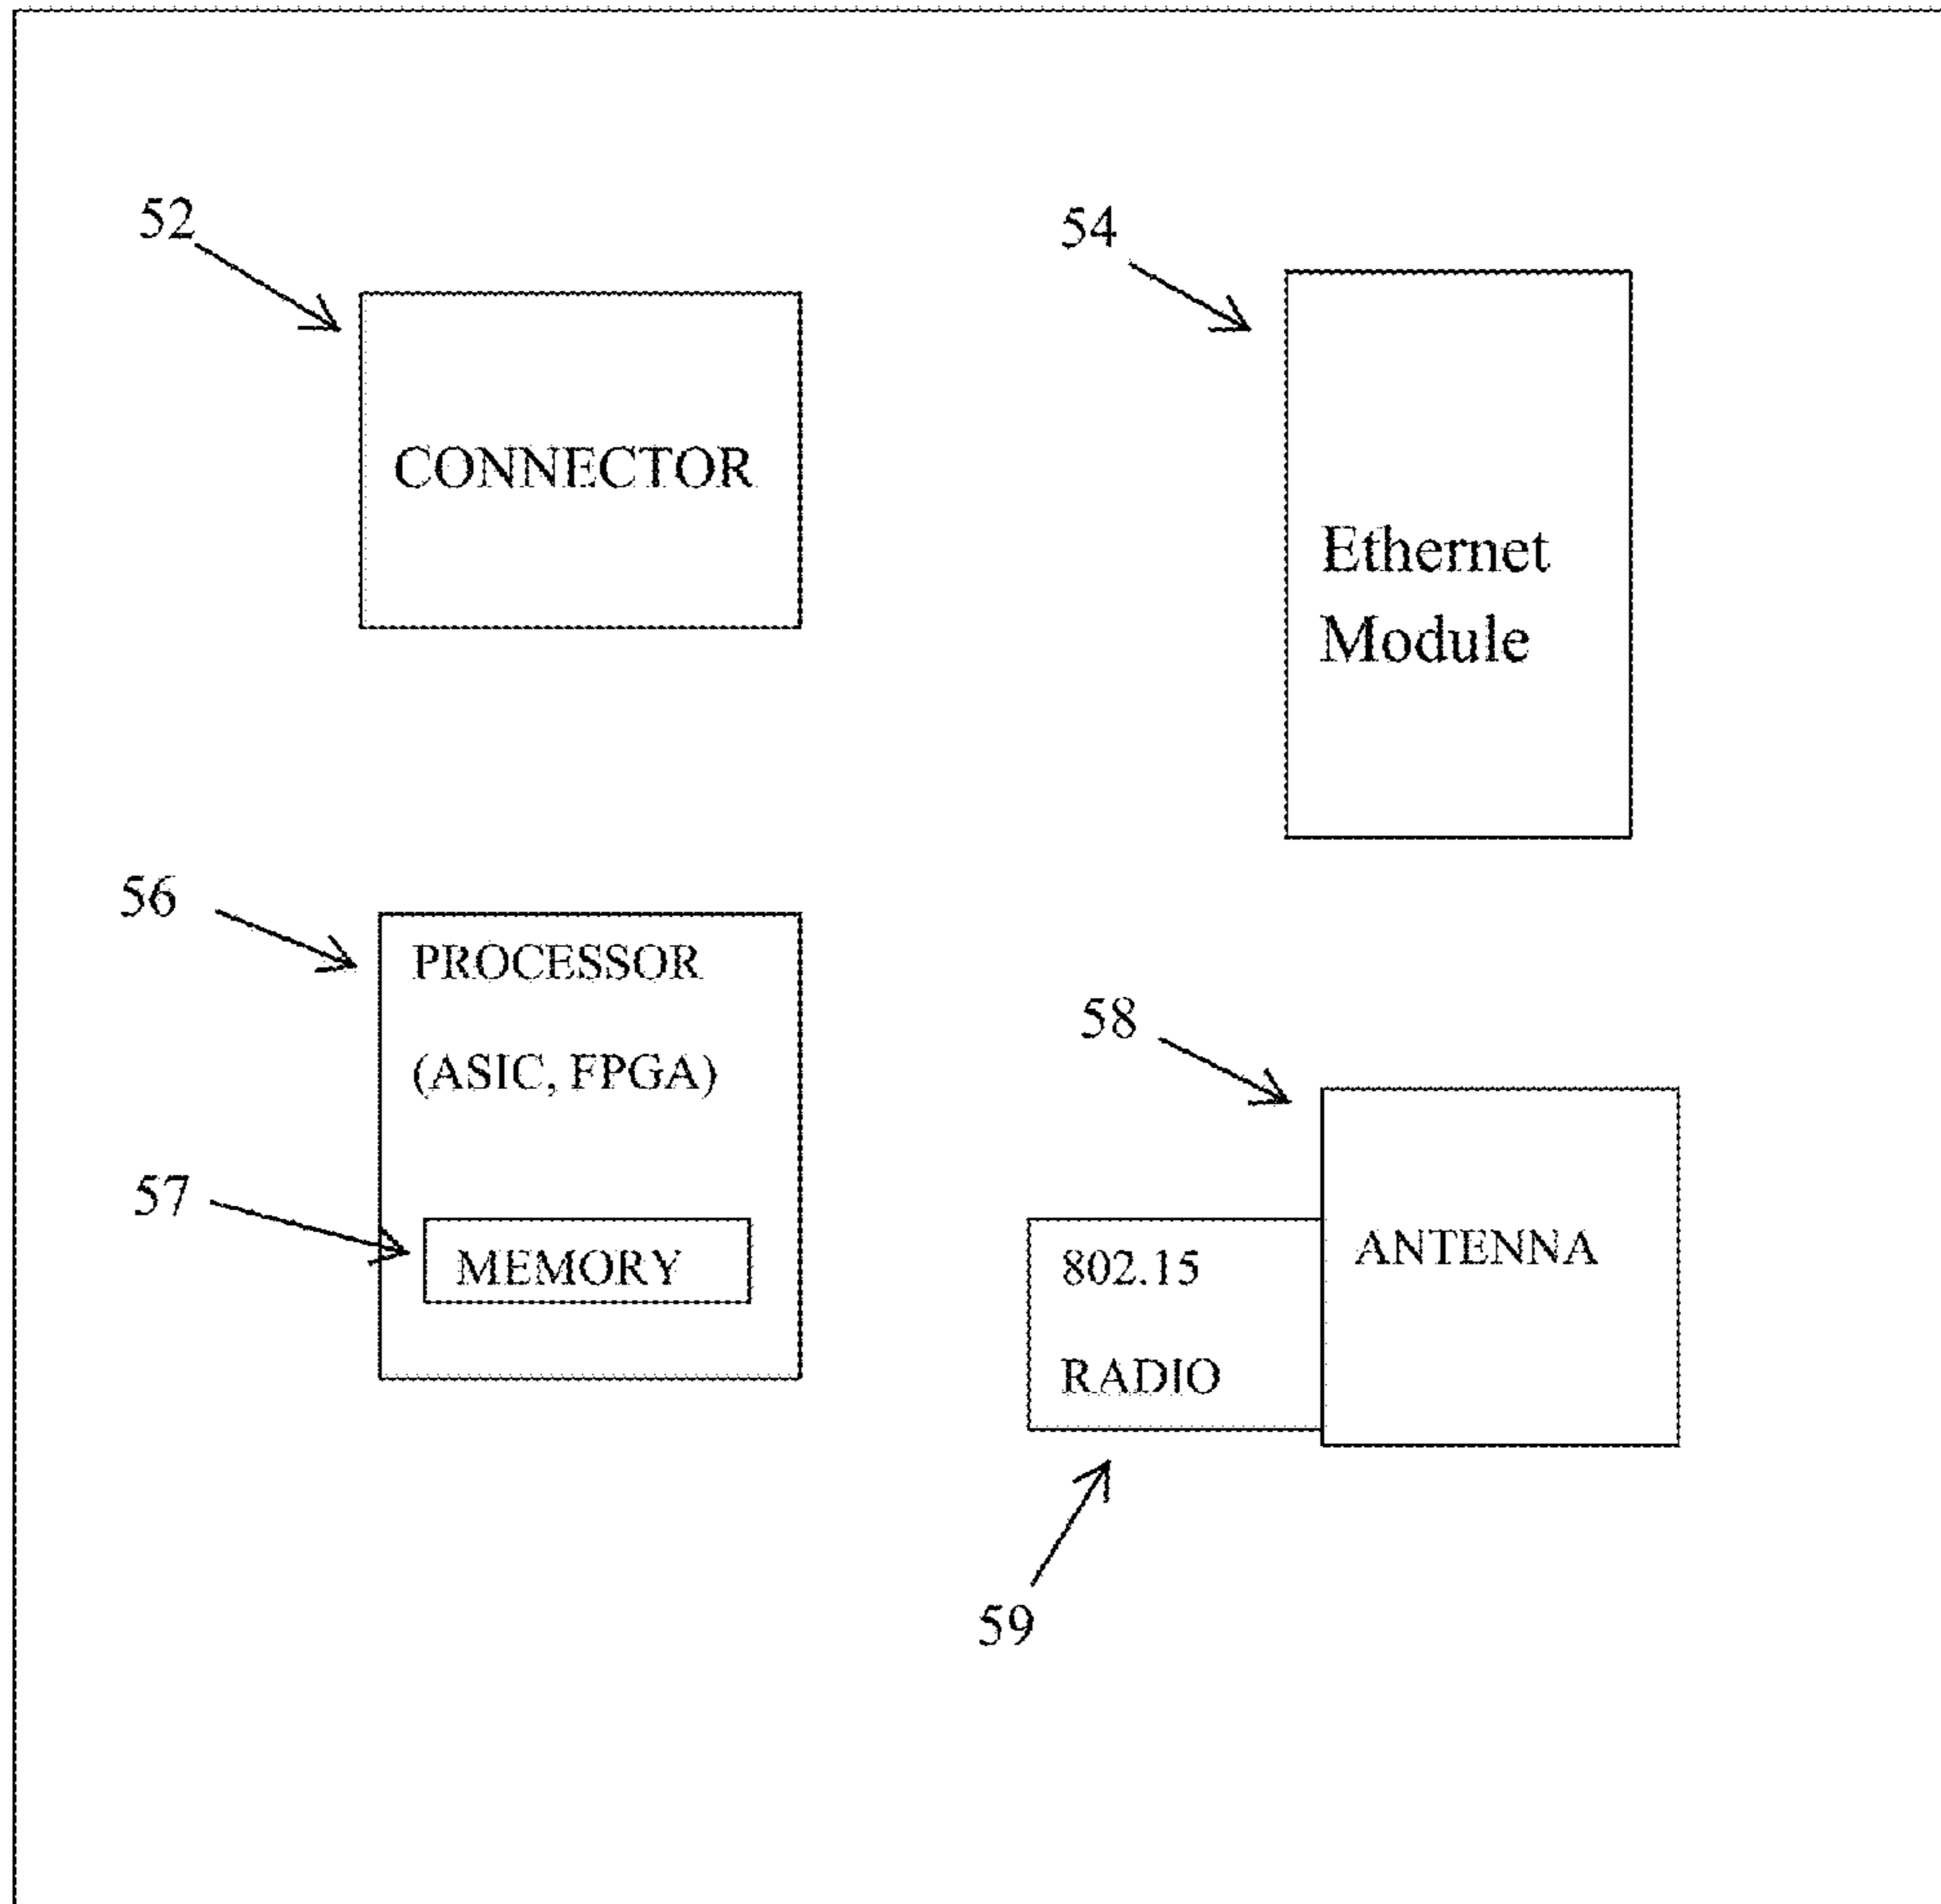 52
CONNECTOR
54
Ethernet
Module
56
PROCESSOR
(ASIC, FPGA)
57
MEMORY
58
ANTENNA
802.15
RADIO
59